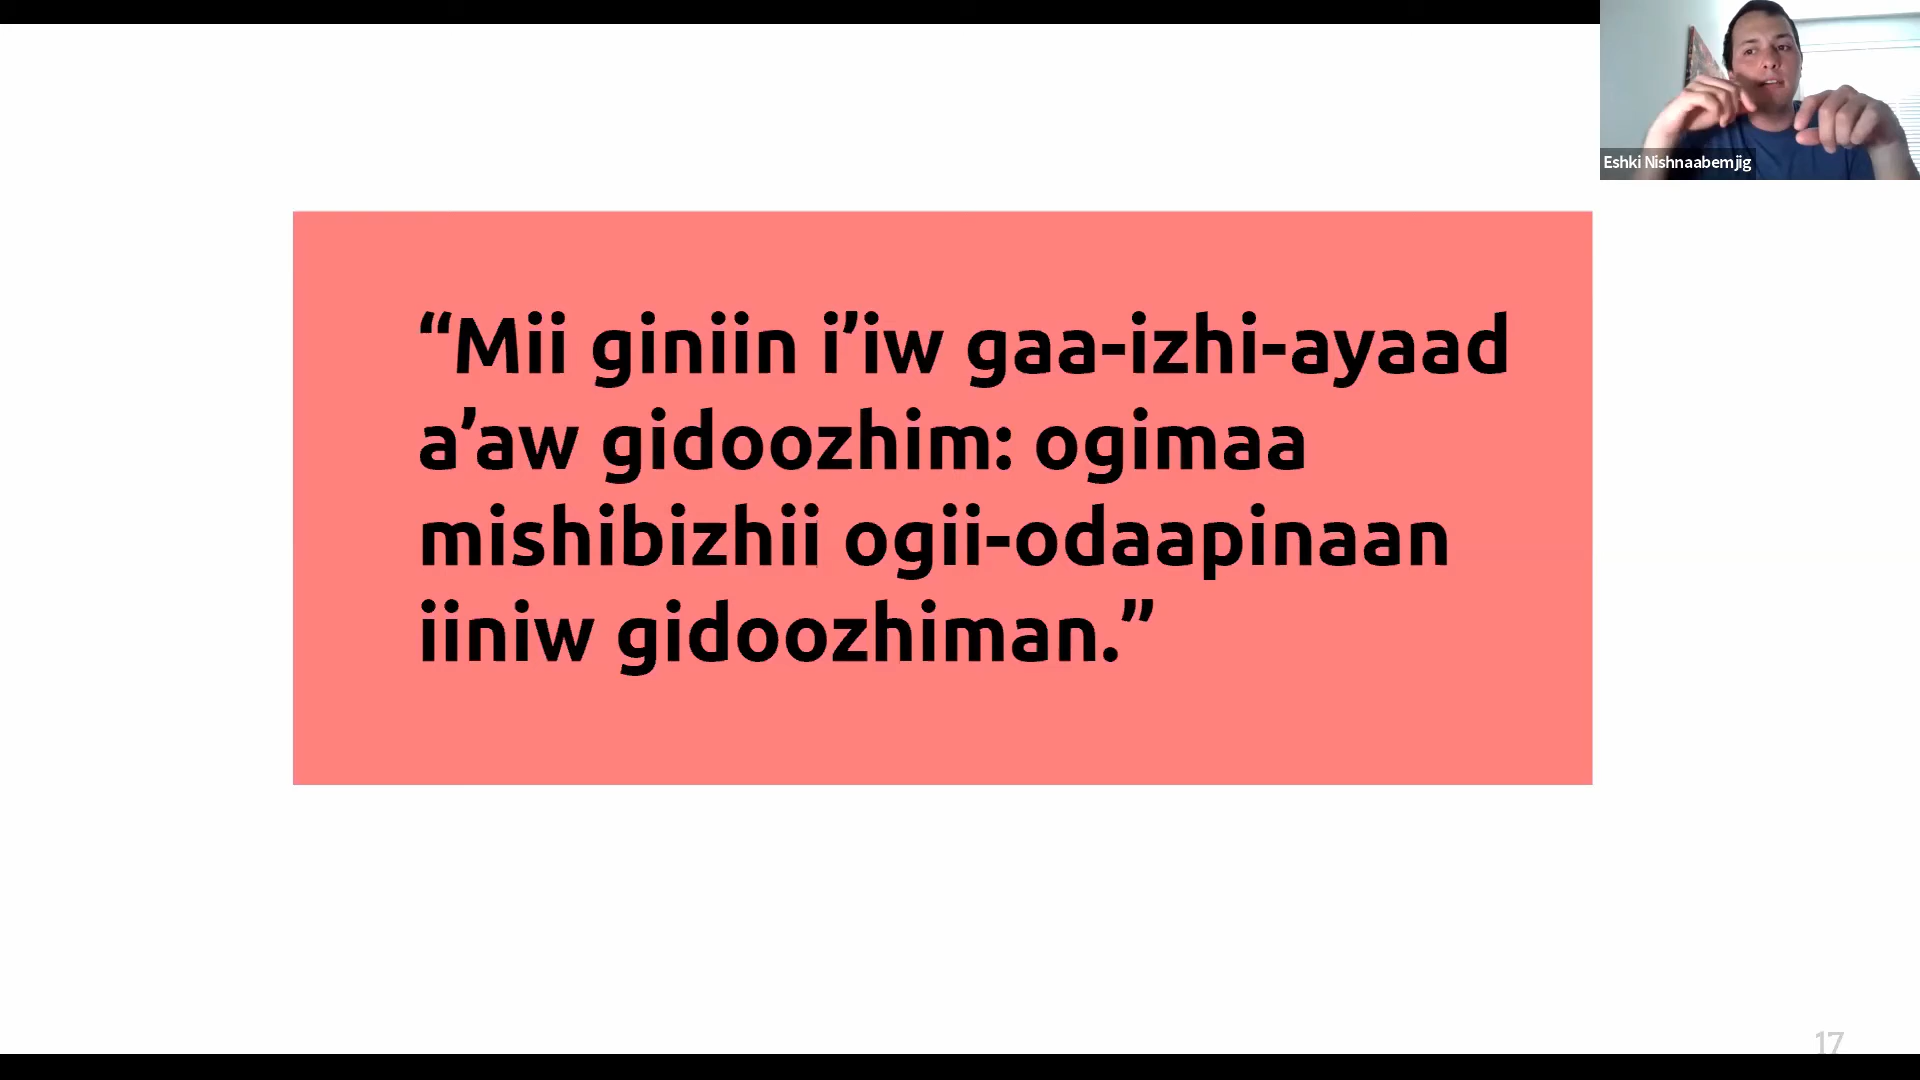 Eshki Nishnaabemjig
“Mii giniin i’iw gaa-izhi-ayaad
a’aw gidoozhim: ogimaa
mishibizhii ogii-odaapinaan
iiniw gidoozhiman.”
17